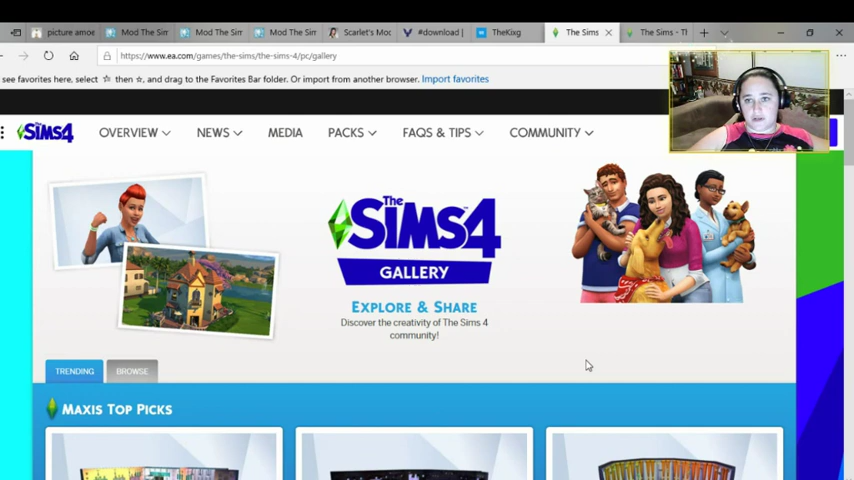 picture amoe
Mod The Sim
Mod The Sim
Mod The Sim
Scarlet's Moc
#download |
TheKixg
The Sims
The Sims - Tl
https://www.ea.com/games/the-sims/the-sims-4/pc/gallery
see favorites here, select then , and drag to the Favorites Bar folder. Or import from another browser. Import favorites
The SIMS 4
OVERVIEW
NEWS
MEDIA
PACKS
FAQS & TIPS
COMMUNITY
The SIMS 4
GALLERY
EXPLORE & SHARE
Discover the creativity of The Sims 4
community!
TRENDING
BROWSE
MAXIS TOP PICKS